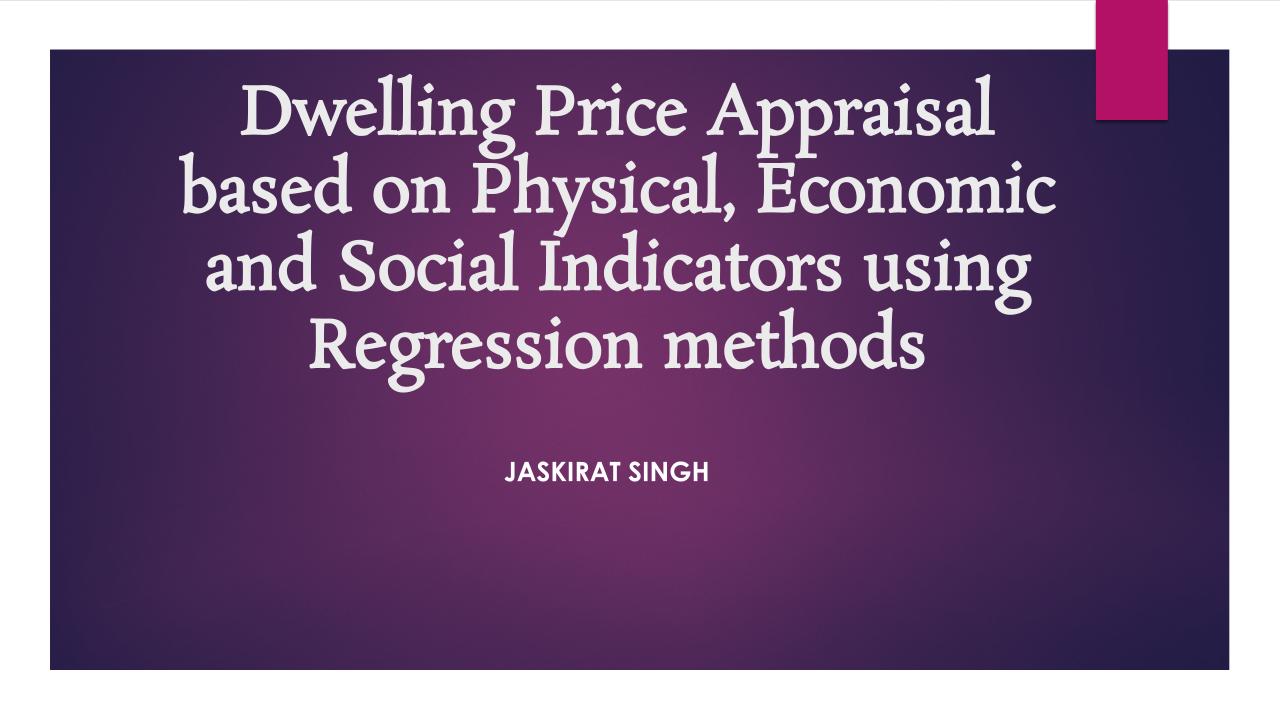 Dwelling Price Appraisal
based on Physical, Economic
and Social Indicators using
Regression methods
JASKIRAT SINGH